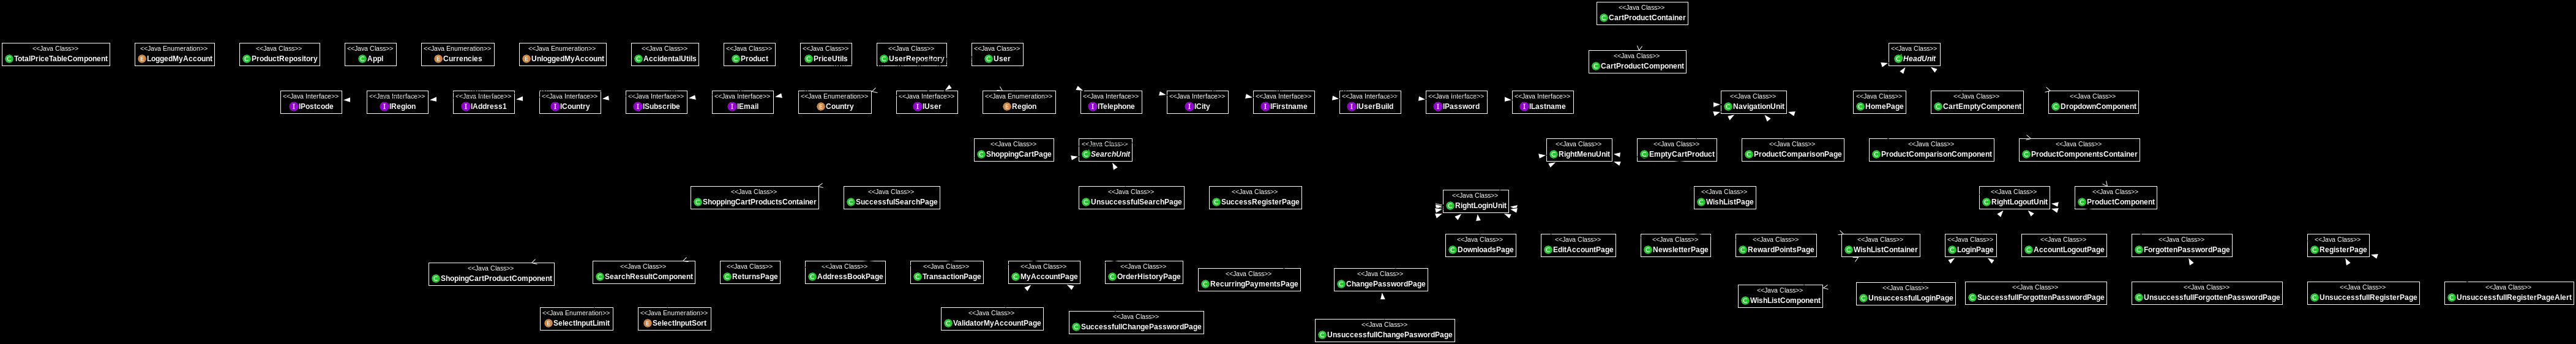 <<Java Class>>
CartProductContainer
<<Java Class>>
TotalPriceTableComponent
<<Java Enumeration>>
LoggedMyAccount
<<Java Class>>
ProductRepository
<<Java Class>>
Appl
<<Java Enumeration>>
Currencies
<<Java Enumeration>>
UnloggedMyAccount
<<Java Class>>
AccidentalUtils
<<Java Class>>
Product
<<Java Class>>
PriceUtils
<<Java Class>>
UserRepository
<<Java Class>>
User
<<Java Class>>
CartProductComponent
<<Java Class>>
HeadUnit
<<Java Interface>>
IPostcode
<<Java Interface>>
IRegion
<<Java Interface>>
IAddress1
<<Java Interface>>
ICountry
<<Java Interface>>
ISubscribe
<<Java Interface>>
IEmail
<<Java Enumeration>>
Country
<<Java Interface>>
IUser
<<Java Enumeration>>
Region
<<Java Interface>>
ITelephone
<<Java Interface>>
ICity
<<Java Interface>>
IFirstname
<<Java Interface>>
IUserBuild
<<Java Interface>>
IPassword
<<Java Interface>>
ILastname
<<Java Class>>
NavigationUnit
<<Java Class>>
HomePage
<<Java Class>>
CartEmptyComponent
<<Java Class>>
DropdownComponent
<<Java Class>>
ShoppingCartPage
<<Java Class>>
SearchUnit
<<Java Class>>
RightMenuUnit
<<Java Class>>
EmptyCartProduct
<<Java Class>>
ProductComparisonPage
<<Java Class>>
ProductComparisonComponent
<<Java Class>>
ProductComponentsContainer
<<Java Class>>
ShoppingCartProductsContainer
<<Java Class>>
SuccessfulSearchPage
<<Java Class>>
UnsuccessfulSearchPage
<<Java Class>>
SuccessRegisterPage
<<Java Class>>
RightLoginUnit
<<Java Class>>
WishListPage
<<Java Class>>
RightLogoutUnit
<<Java Class>>
ProductComponent
<<Java Class>>
DownloadsPage
<<Java Class>>
EditAccountPage
<<Java Class>>
NewsletterPage
<<Java Class>>
RewardPointsPage
<<Java Class>>
WishListContainer
<<Java Class>>
LoginPage
<<Java Class>>
AccountLogoutPage
<<Java Class>>
ForgottenPasswordPage
<<Java Class>>
RegisterPage
<<Java Class>>
ShopingCartProductComponent
<<Java Class>>
SearchResultComponent
<<Java Class>>
ReturnsPage
<<Java Class>>
AddressBookPage
<<Java Class>>
TransactionPage
<<Java Class>>
MyAccountPage
<<Java Class>>
OrderHistoryPage
<<Java Class>>
RecurringPaymentsPage
<<Java Class>>
ChangePasswordPage
<<Java Class>>
WishListComponent
<<Java Class>>
UnsuccessfulLoginPage
<<Java Class>>
SuccessfulForgottenPasswordPage
<<Java Class>>
UnsuccessfullForgottenPasswordPage
<<Java Class>>
UnsuccessfullRegisterPage
<<Java Class>>
UnsuccessfullRegisterPageAlert
<<Java Enumeration>>
SelectInputLimit
<<Java Enumeration>>
SelectInputSort
<<Java Class>>
ValidatorMyAccountPage
<<Java Class>>
SuccessfullChangePasswordPage
<<Java Class>>
UnsuccessfullChangePaswordPage